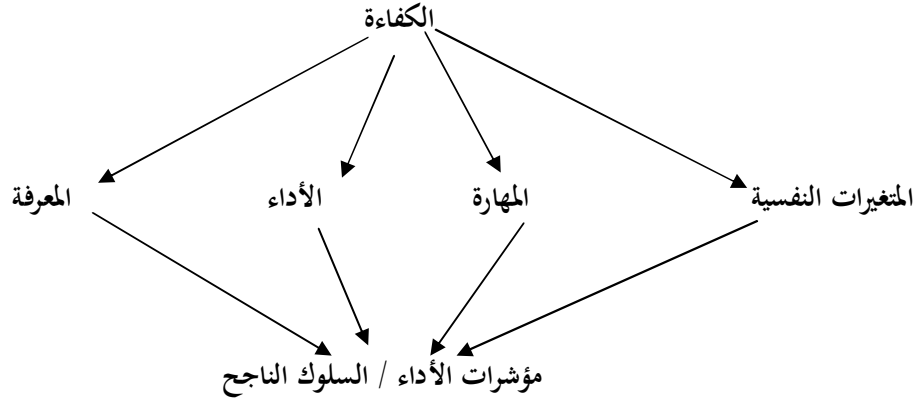 الكفاءة
المتغيرات النفسية
المهارة
الأداء
المعرفة
مؤشرات الأداء / السلوك الناجح